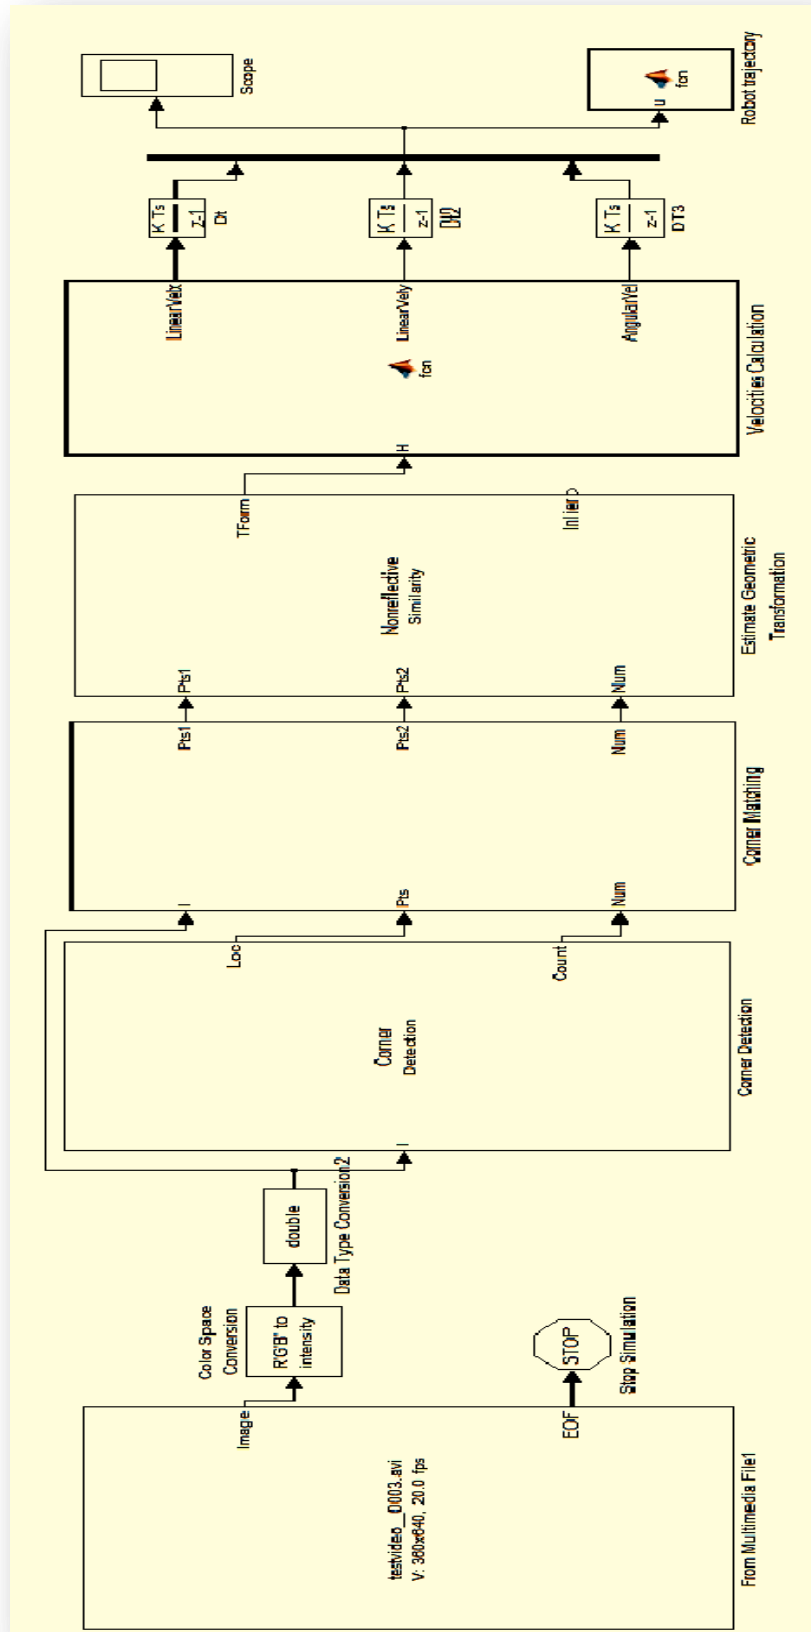 testvideo_D003.avi
V: 360x640, 20.0 fps
Image
EOF
From Multimedia File1
Color Space
Conversion
R'G'B' to
intensity
STOP
Stop Simulation
double
Data Type Conversion2
I
Corner
Detection
Loc
Count
Corner Detection
I
Pts
Num
Pts1
Pts2
Num
Corner Matching
Pts1
Pts2
Num
Nonreflective
Similarity
TForm
Inlier
Estimate Geometric
Transformation
H
fcn
LinearVelx
LinearVely
AngularVel
Velocities Calculation
K Ts
z-1
Dt
K Ts
z-1
K Ts
z-1
DT3
Scope
u
fcn
Robot trajectory